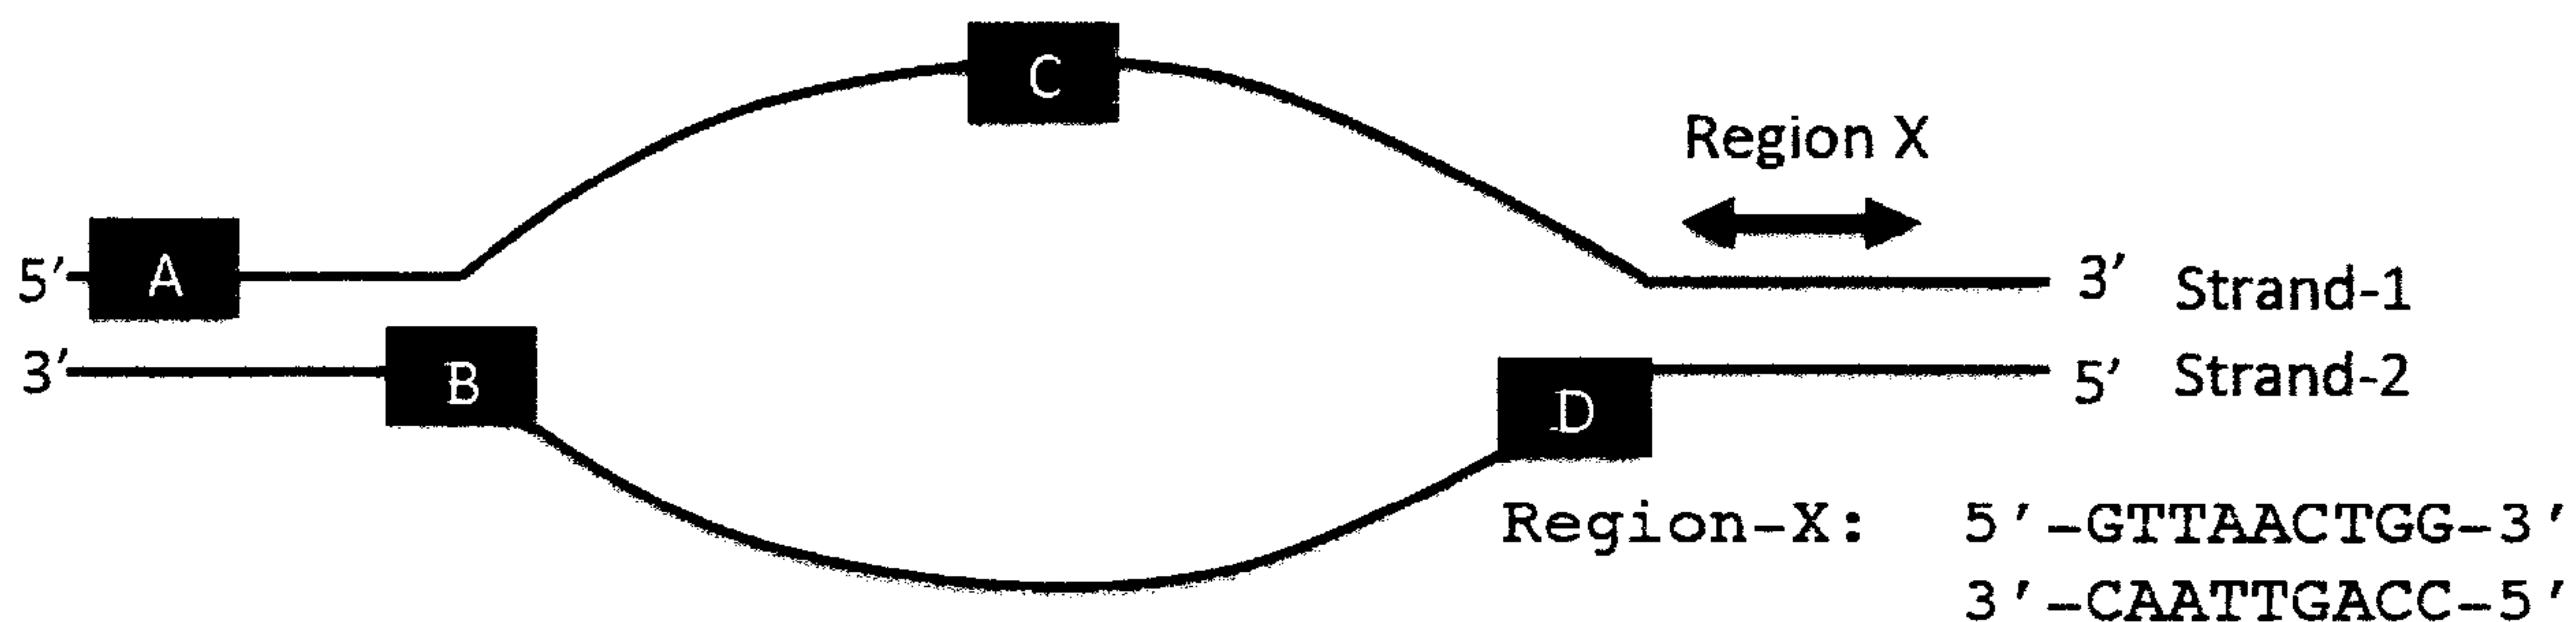 C
Region X
5′ A 3′ Strand-1
3′ B D 5′ Strand-2
Region-X: 5′-GTTAACTGG-3′
3′-CAATTGACC-5′